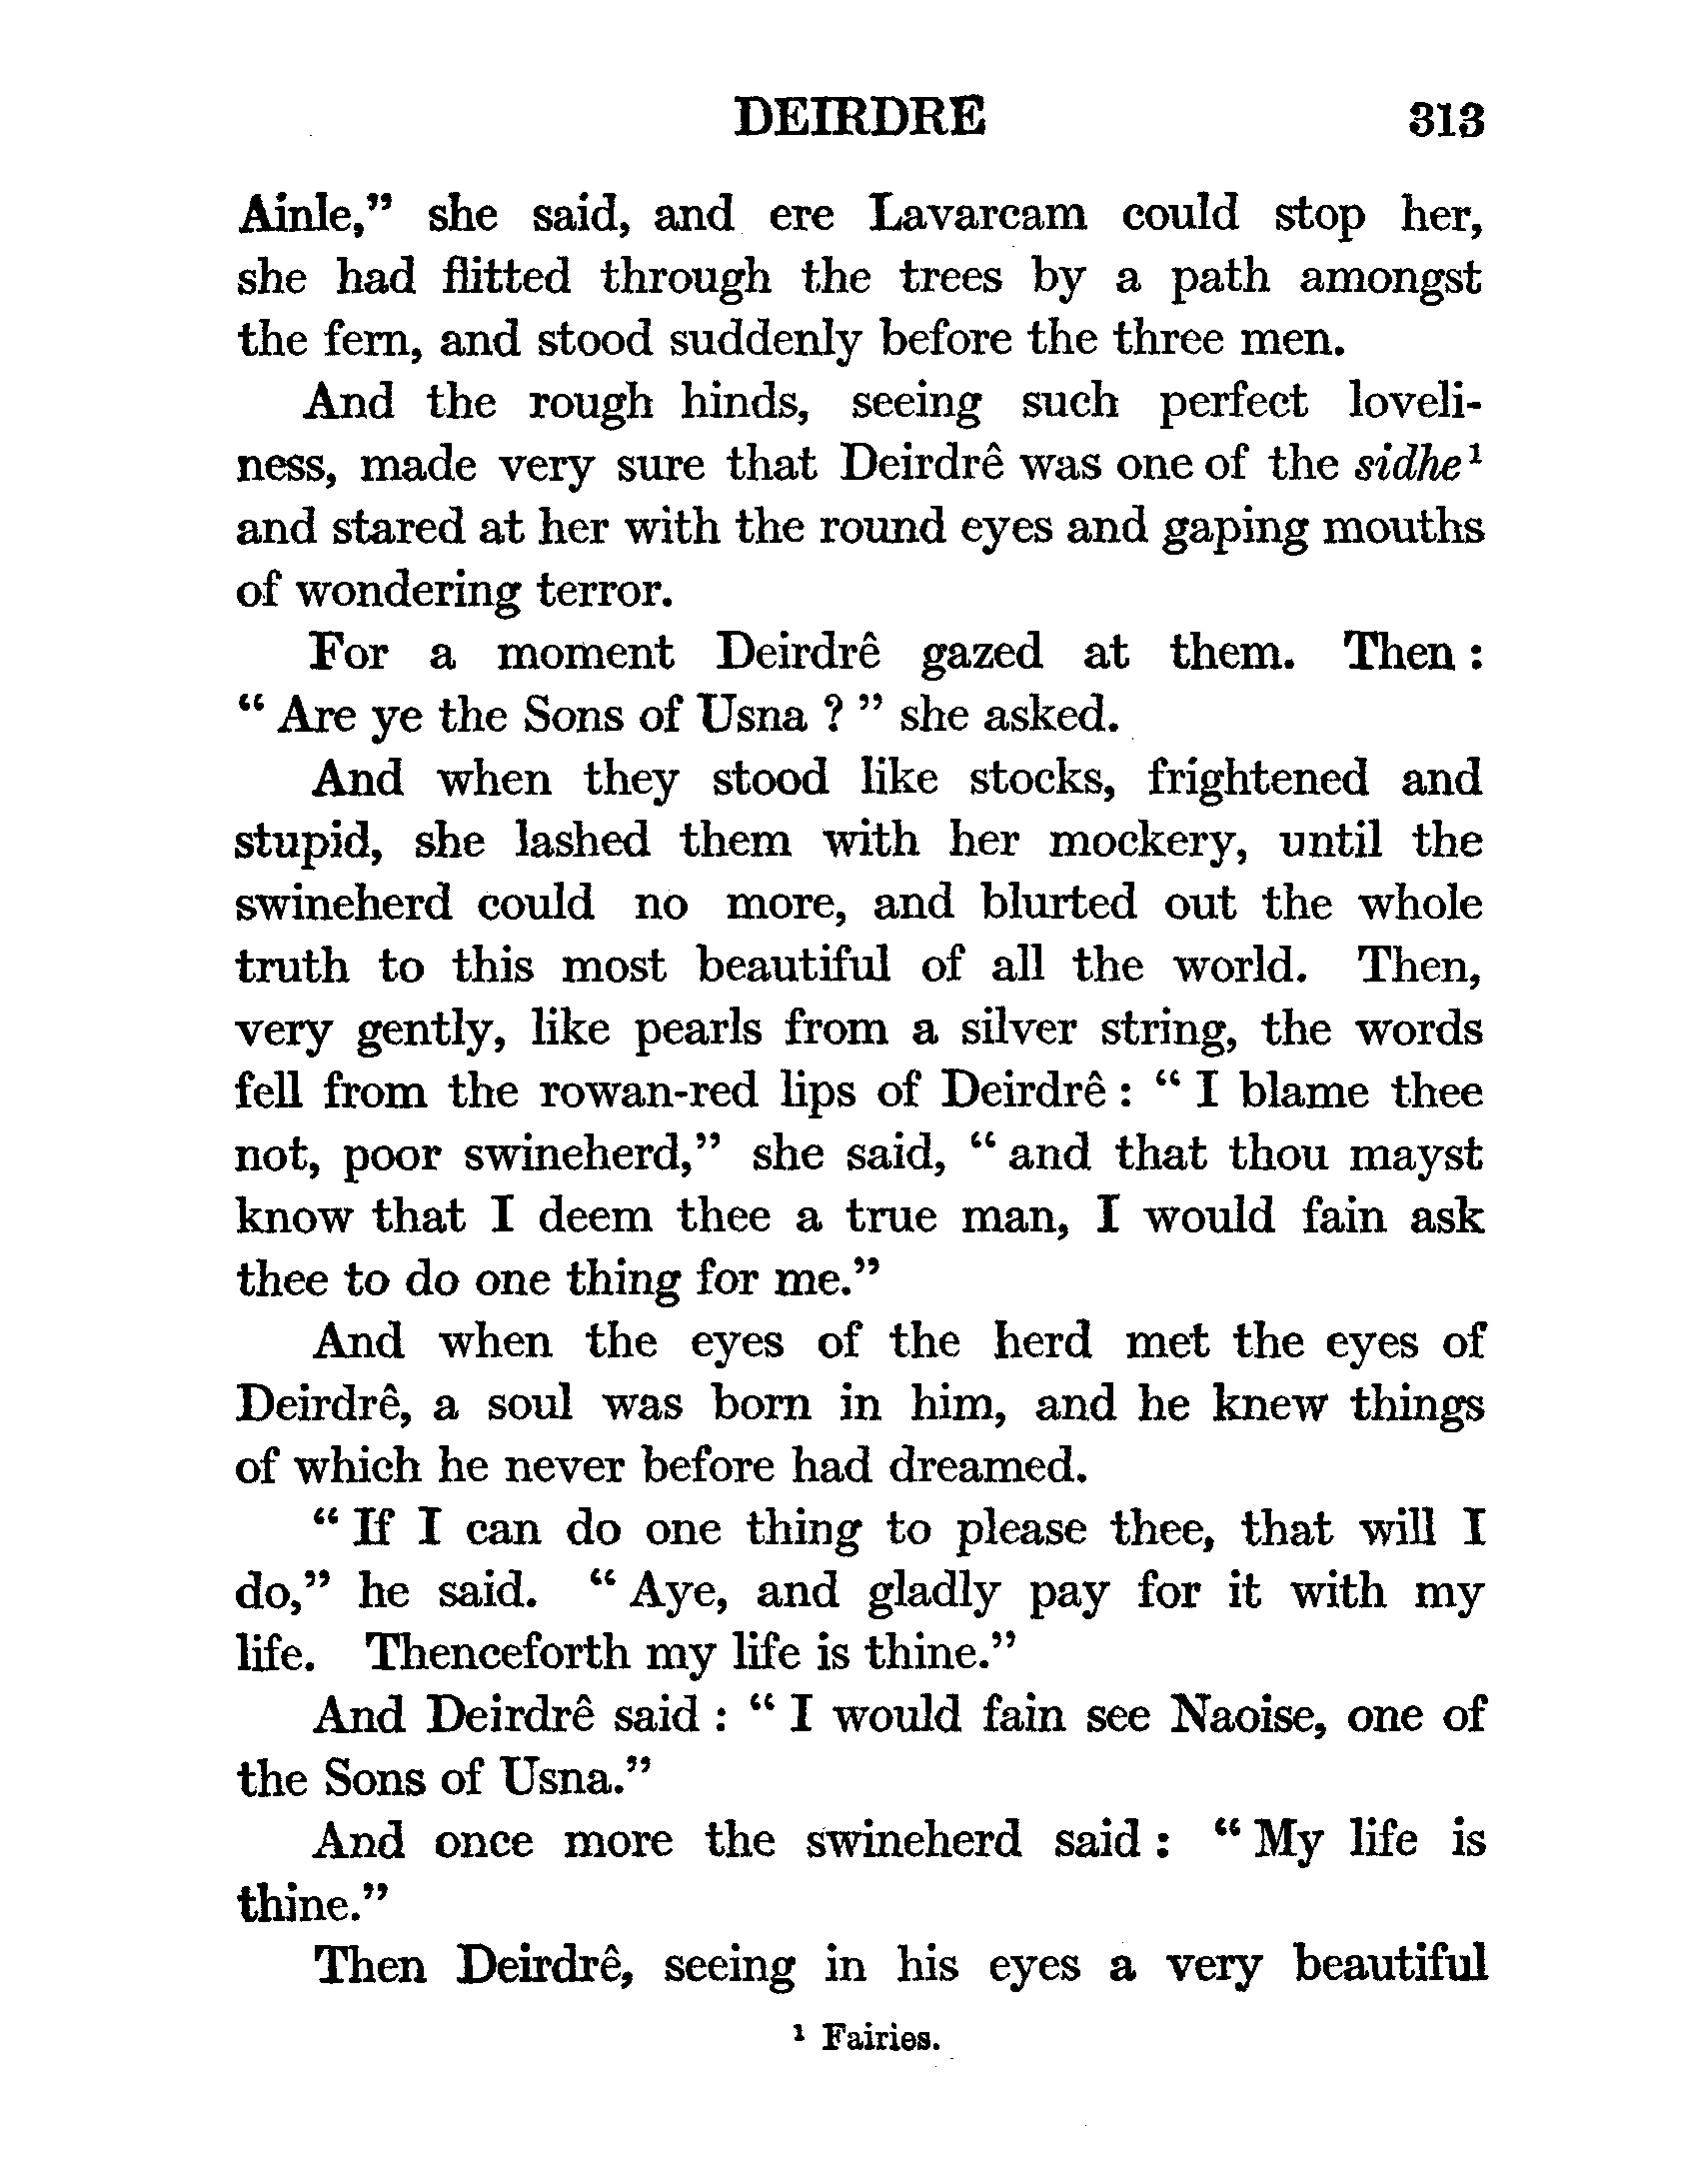 DEIRDRE 313
Ainle,” she said, and ere Lavarcam could stop her,
she had flitted through the trees by a path amongst
the fern, and stood suddenly before the three men.
And the rough hinds, seeing such perfect loveli-
ness, made very sure that Deirdrê was one of the sidhe¹
and stared at her with the round eyes and gaping mouths
of wondering terror.
For a moment Deirdrê gazed at them. Then :
“ Are ye the Sons of Usna ? ” she asked.
And when they stood like stocks, frightened and
stupid, she lashed them with her mockery, until the
swineherd could no more, and blurted out the whole
truth to this most beautiful of all the world. Then,
very gently, like pearls from a silver string, the words
fell from the rowan-red lips of Deirdrê : “ I blame thee
not, poor swineherd,” she said, “ and that thou mayst
know that I deem thee a true man, I would fain ask
thee to do one thing for me.”
And when the eyes of the herd met the eyes of
Deirdrê, a soul was born in him, and he knew things
of which he never before had dreamed.
“ If I can do one thing to please thee, that will I
do,” he said. “ Aye, and gladly pay for it with my
life. Thenceforth my life is thine.”
And Deirdrê said : “ I would fain see Naoise, one of
the Sons of Usna.”
And once more the swineherd said : “ My life is
thine.”
Then Deirdrê, seeing in his eyes a very beautiful
¹ Fairies.